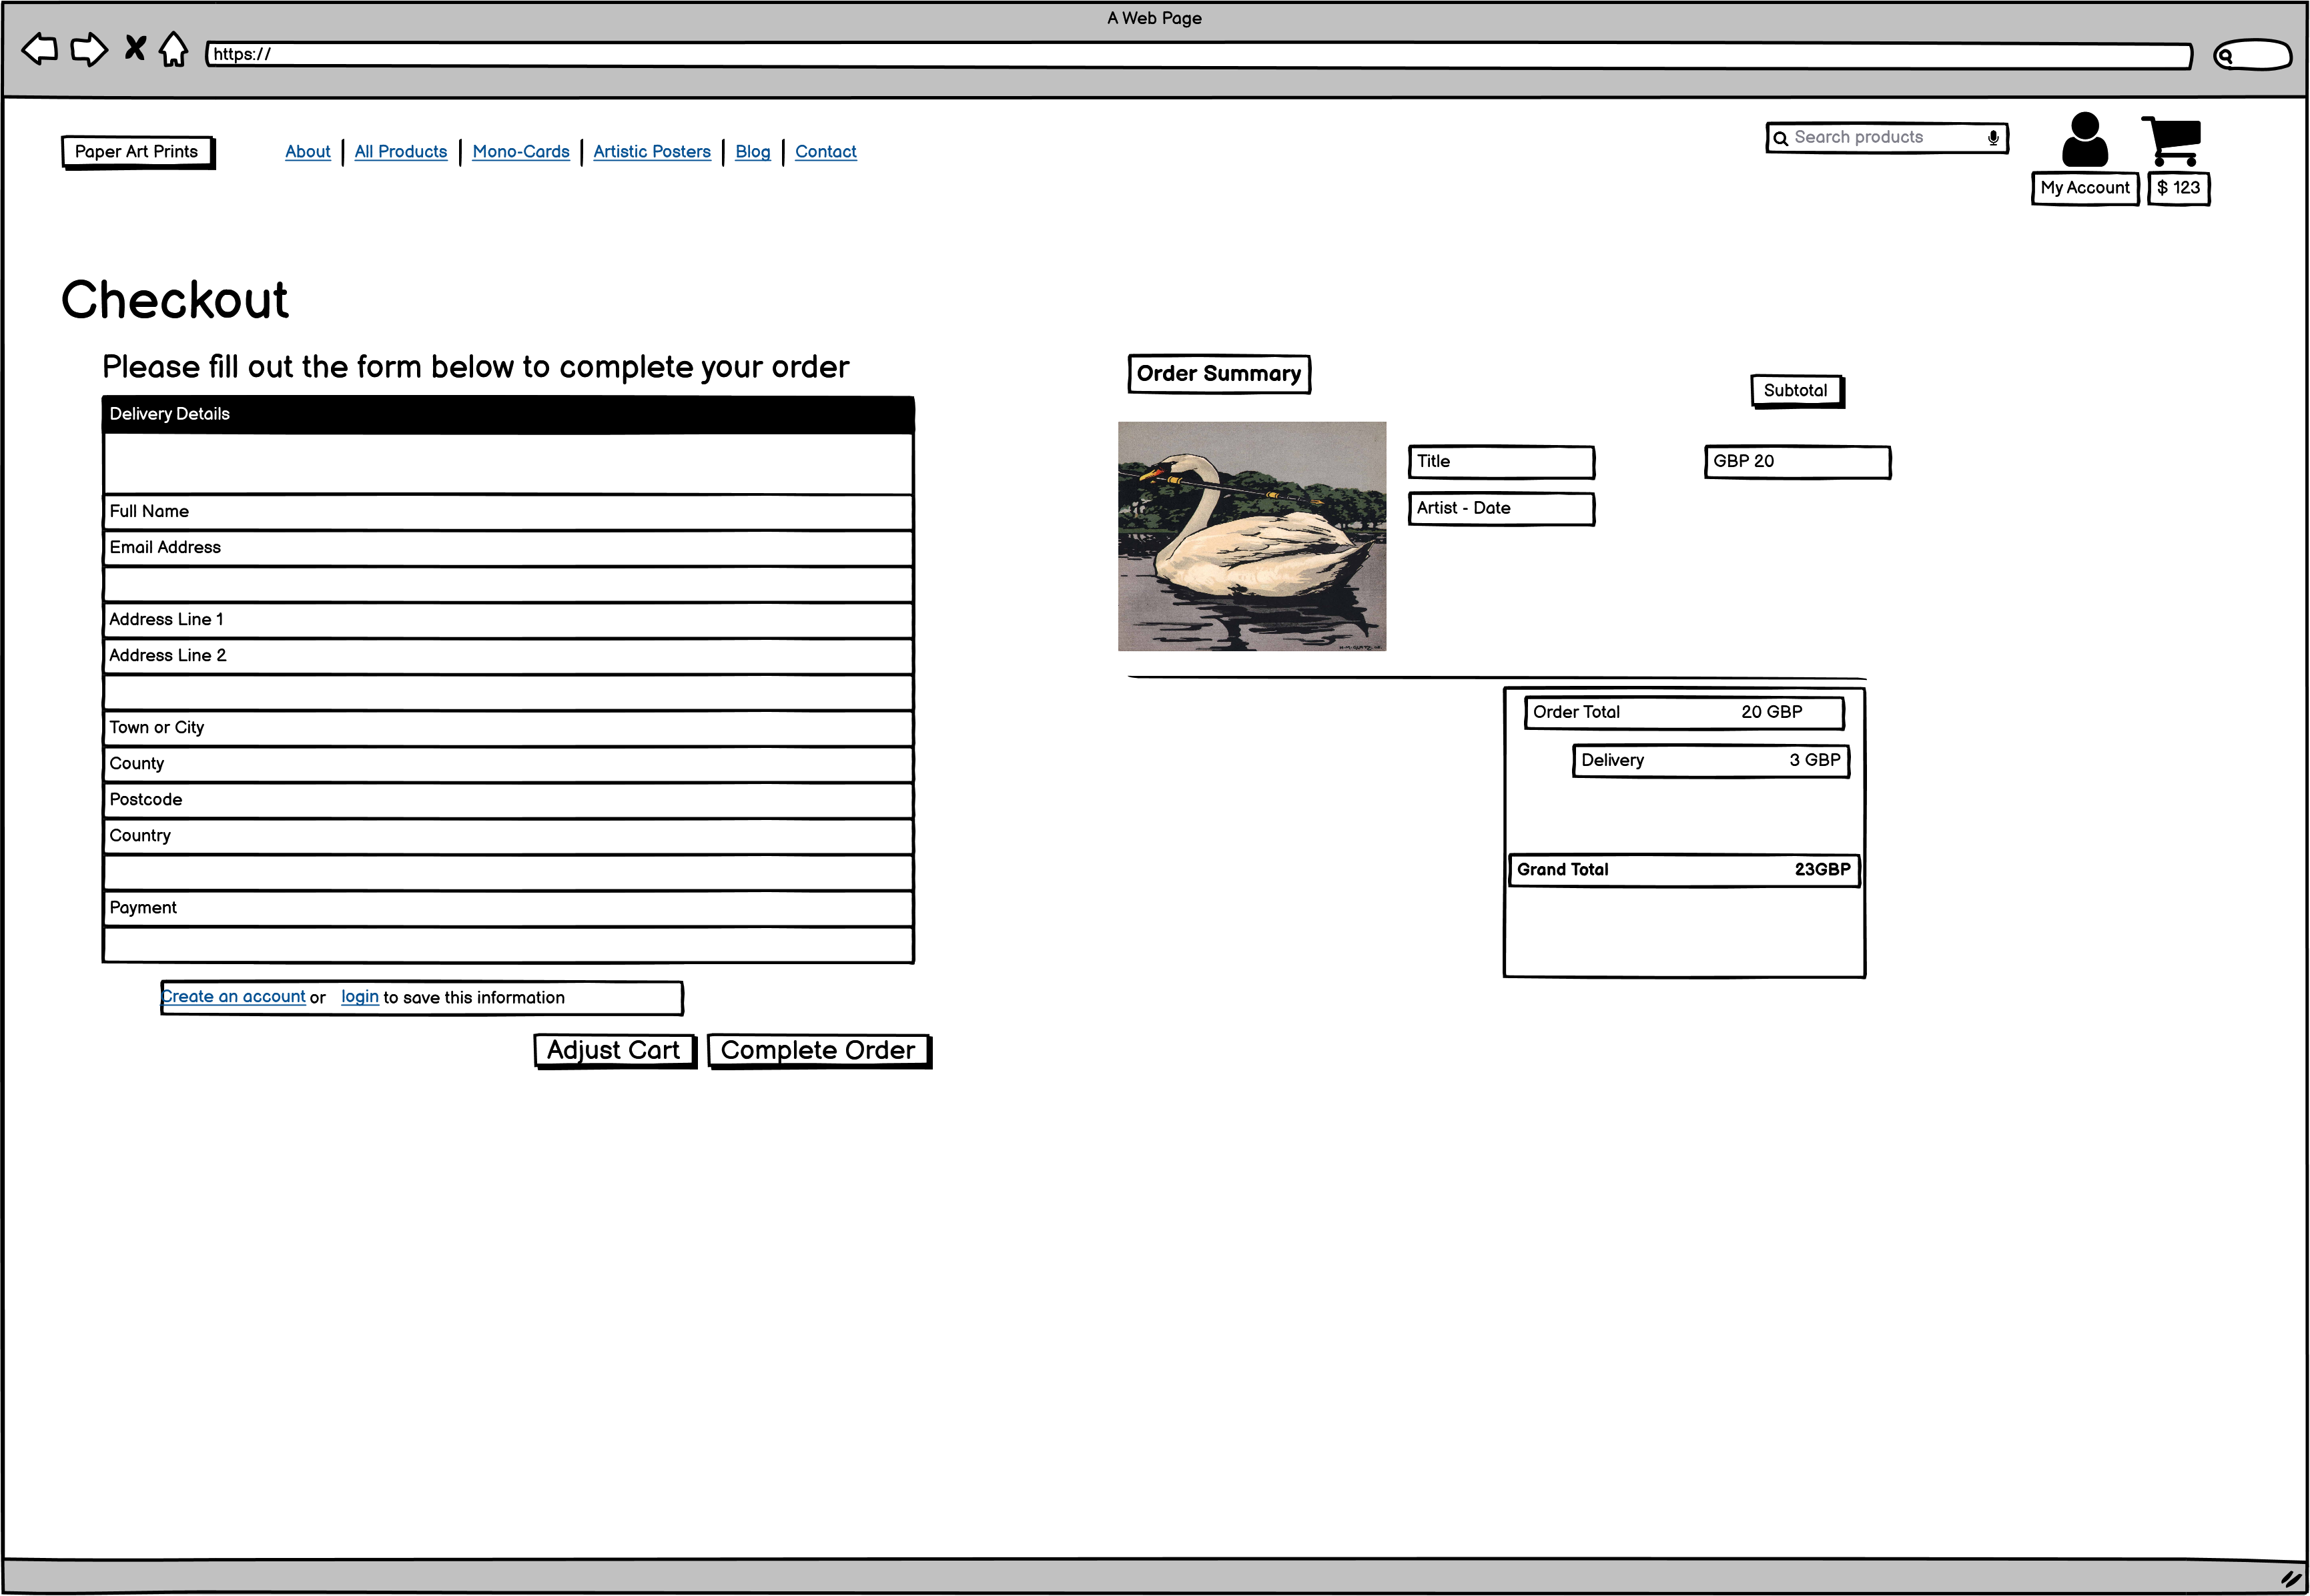 A Web Page
https://
Paper Art Prints
About | All Products | Mono-Cards | Artistic Posters | Blog | Contact
Search products
My Account
$ 123
Checkout
Please fill out the form below to complete your order
Delivery Details
Full Name
Email Address
Address Line 1
Address Line 2
Town or City
County
Postcode
Country
Payment
Create an account or login to save this information
Adjust Cart
Complete Order
Order Summary
Subtotal
Title
GBP 20
Artist - Date
Order Total 20 GBP
Delivery 3 GBP
Grand Total 23GBP